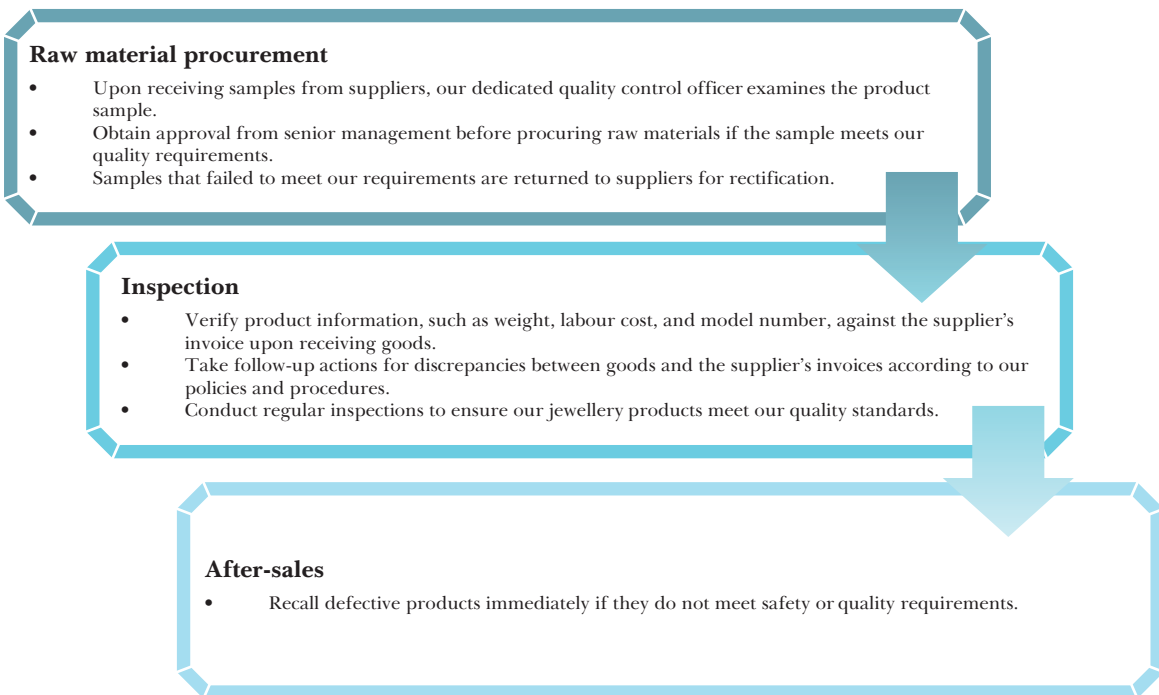 Raw material procurement
• Upon receiving samples from suppliers, our dedicated quality control officer examines the product
sample.
• Obtain approval from senior management before procuring raw materials if the sample meets our
quality requirements.
• Samples that failed to meet our requirements are returned to suppliers for rectification.
Inspection
• Verify product information, such as weight, labour cost, and model number, against the supplier's
invoice upon receiving goods.
• Take follow-up actions for discrepancies between goods and the supplier's invoices according to our
policies and procedures.
• Conduct regular inspections to ensure our jewellery products meet our quality standards.
After-sales
• Recall defective products immediately if they do not meet safety or quality requirements.